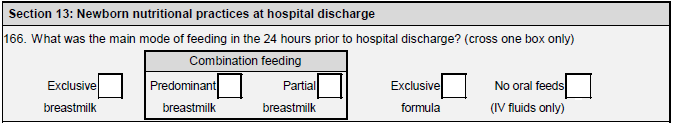 Section 13: Newborn nutritional practices at hospital discharge
166. What was the main mode of feeding in the 24 hours prior to hospital discharge? (cross one box only)
Combination feeding
Exclusive Predominant Partial Exclusive No oral feeds
breastmilk breastmilk breastmilk formula (IV fluids only)